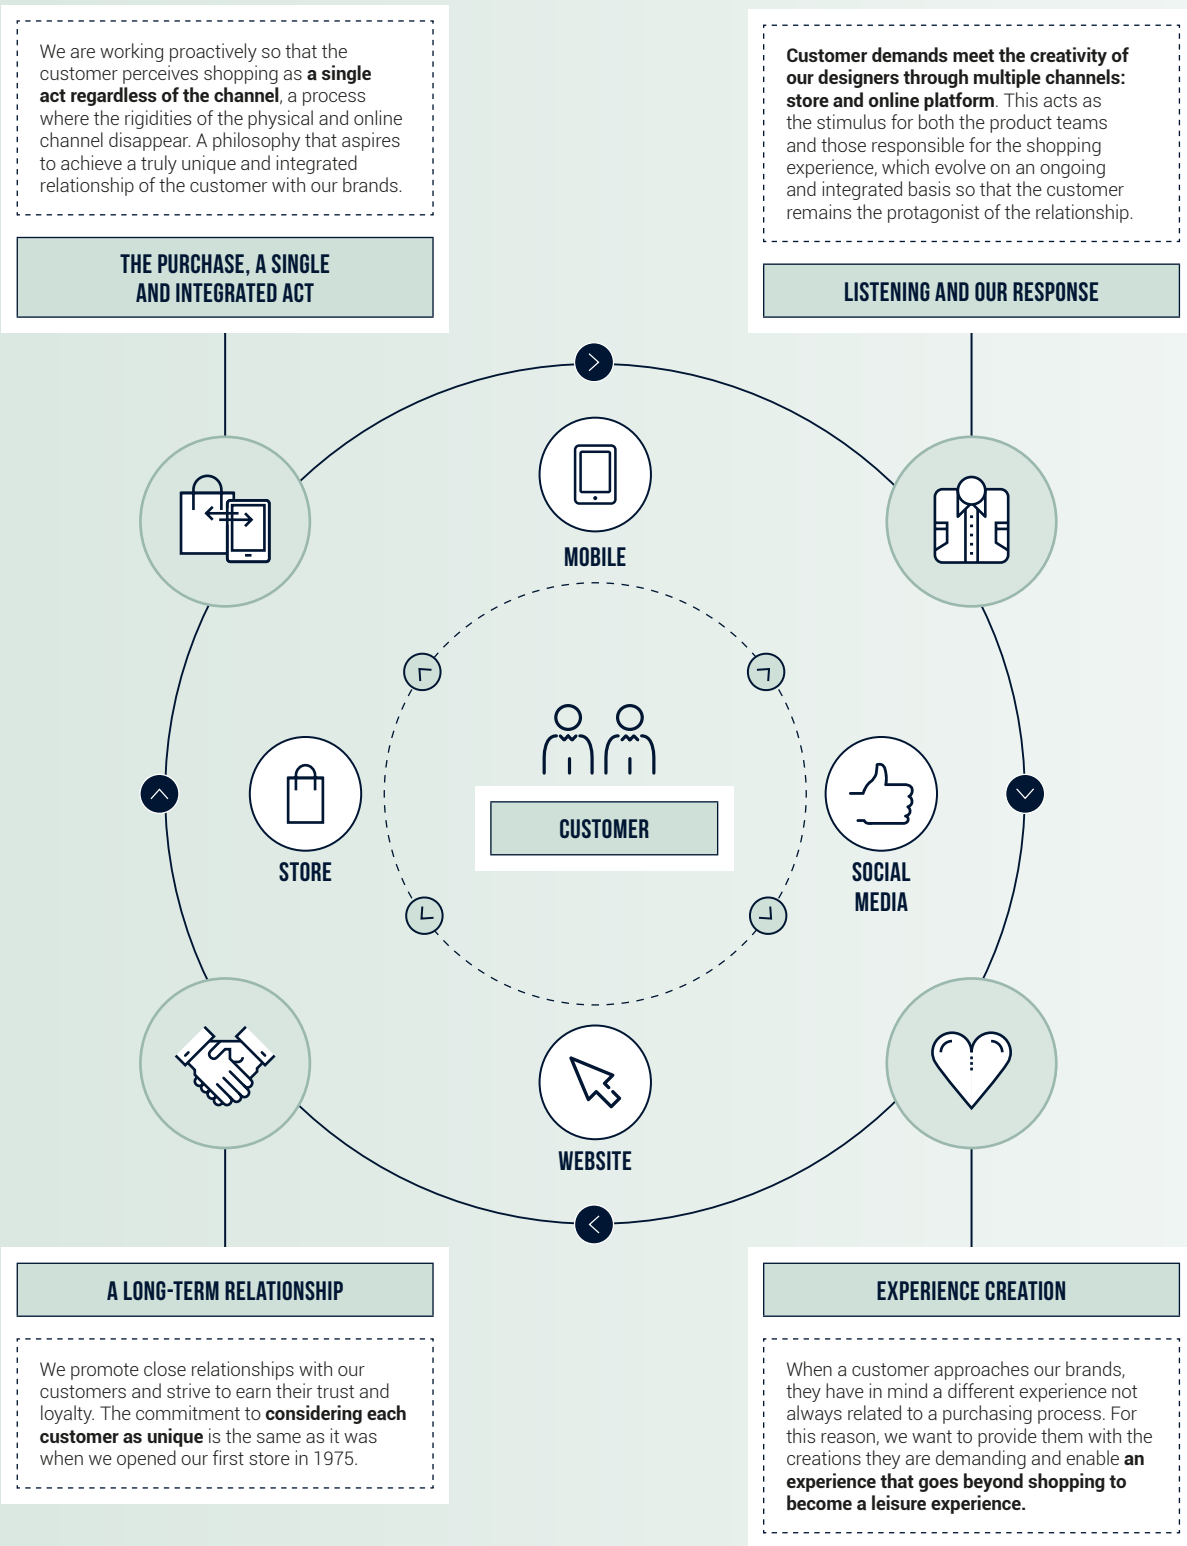 We are working proactively so that the
customer perceives shopping as a single
act regardless of the channel, a process
where the rigidities of the physical and online
channel disappear. A philosophy that aspires
to achieve a truly unique and integrated
relationship of the customer with our brands.
THE PURCHASE, A SINGLE
AND INTEGRATED ACT
Customer demands meet the creativity of
our designers through multiple channels:
store and online platform. This acts as
the stimulus for both the product teams
and those responsible for the shopping
experience, which evolve on an ongoing
and integrated basis so that the customer
remains the protagonist of the relationship.
LISTENING AND OUR RESPONSE
MOBILE
CUSTOMER
STORE
SOCIAL
MEDIA
WEBSITE
A LONG-TERM RELATIONSHIP
We promote close relationships with our
customers and strive to earn their trust and
loyalty. The commitment to considering each
customer as unique is the same as it was
when we opened our first store in 1975.
EXPERIENCE CREATION
When a customer approaches our brands,
they have in mind a different experience not
always related to a purchasing process. For
this reason, we want to provide them with the
creations they are demanding and enable an
experience that goes beyond shopping to
become a leisure experience.